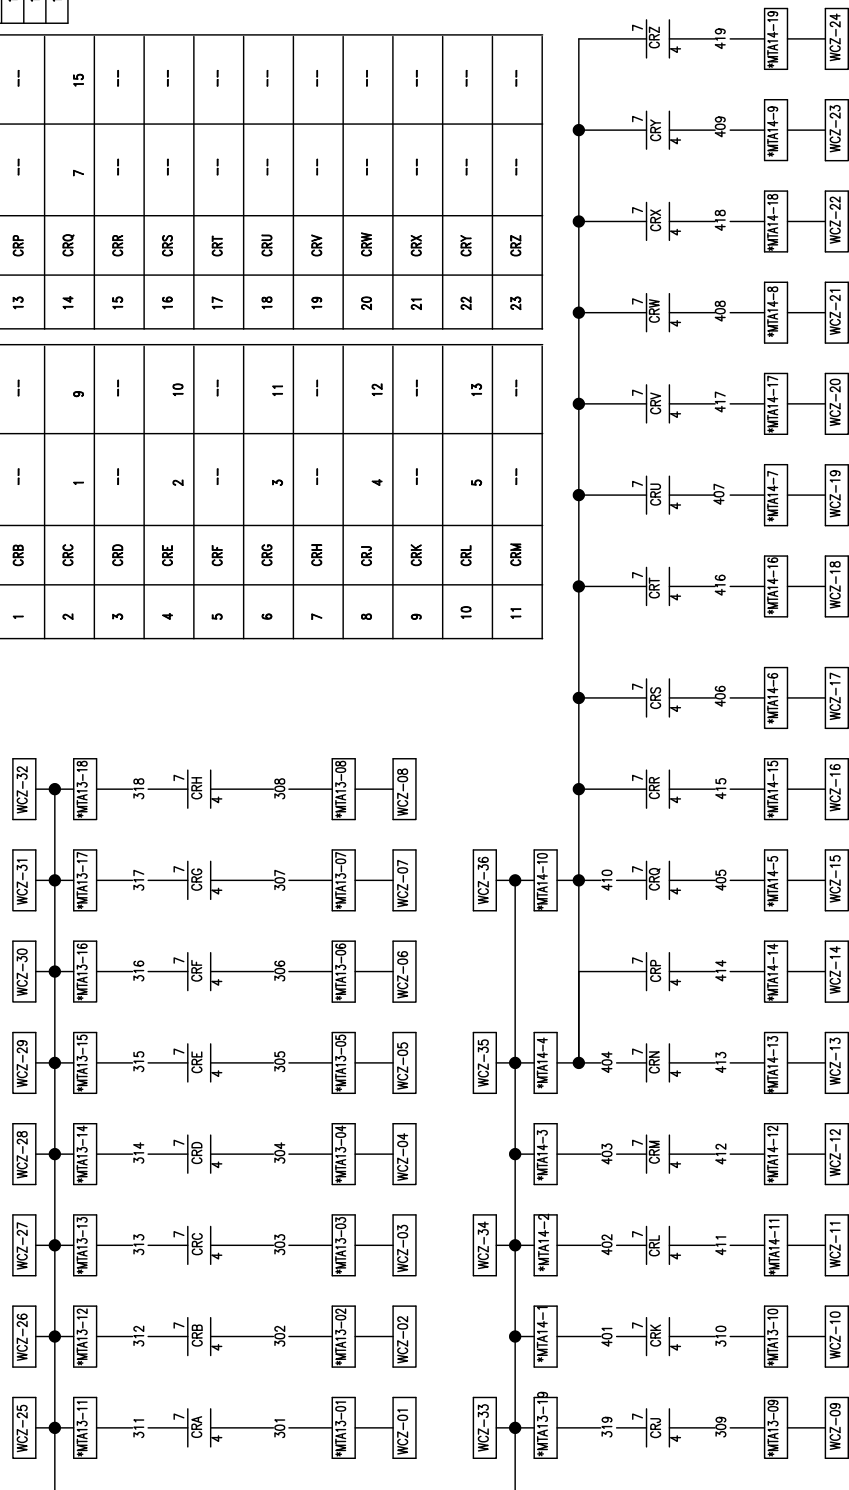 WCZ-25 WCZ-26 WCZ-27 WCZ-28 WCZ-29 WCZ-30 WCZ-31 WCZ-32
*MTA13-11 *MTA13-12 *MTA13-13 *MTA13-14 *MTA13-15 *MTA13-16 *MTA13-17 *MTA13-18
311 312 313 314 315 316 317 318
7 7 7 7 7 7 7 7
CRA CRB CRC CRD CRE CRF CRG CRH
4 4 4 4 4 4 4 4
301 302 303 304 305 306 307 308
*MTA13-01 *MTA13-02 *MTA13-03 *MTA13-04 *MTA13-05 *MTA13-06 *MTA13-07 *MTA13-08
WCZ-01 WCZ-02 WCZ-03 WCZ-04 WCZ-05 WCZ-06 WCZ-07 WCZ-08
1 CRB -- --
2 CRC 1 9
3 CRD -- --
4 CRE 2 10
5 CRF -- --
6 CRG 3 11
7 CRH -- --
8 CRJ 4 12
9 CRK -- --
10 CRL 5 13
11 CRM -- --
13 CRP -- --
14 CRQ 7 15
15 CRR -- --
16 CRS -- --
17 CRT -- --
18 CRU -- --
19 CRV -- --
20 CRW -- --
21 CRX -- --
22 CRY -- --
23 CRZ -- --
WCZ-33 WCZ-34 WCZ-35 WCZ-36
*MTA13-19 *MTA14-1 *MTA14-2 *MTA14-3 *MTA14-4 *MTA14-10
319 401 402 403 404 410
7 7 7 7 7 7 7 7 7 7 7 7 7 7 7 7
CRJ CRK CRL CRM CRN CRP CRQ CRR CRS CRT CRU CRV CRW CRX CRY CRZ
4 4 4 4 4 4 4 4 4 4 4 4 4 4 4 4
309 310 411 412 413 414 405 415 406 416 407 417 408 418 409 419
*MTA13-09 *MTA13-10 *MTA14-11 *MTA14-12 *MTA14-13 *MTA14-14 *MTA14-5 *MTA14-15 *MTA14-6 *MTA14-16 *MTA14-7 *MTA14-17 *MTA14-8 *MTA14-18 *MTA14-9 *MTA14-19
WCZ-09 WCZ-10 WCZ-11 WCZ-12 WCZ-13 WCZ-14 WCZ-15 WCZ-16 WCZ-17 WCZ-18 WCZ-19 WCZ-20 WCZ-21 WCZ-22 WCZ-23 WCZ-24